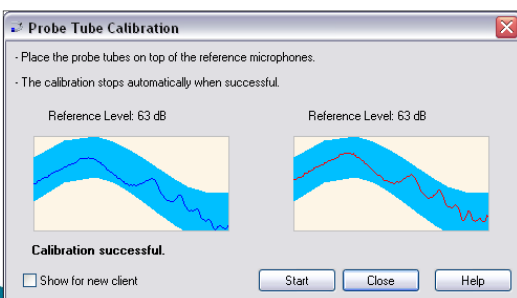 Probe Tube Calibration
- Place the probe tubes on top of the reference microphones.
- The calibration stops automatically when successful.
Reference Level: 63 dB
Reference Level: 63 dB
Calibration successful.
Show for new client
Start
Close
Help